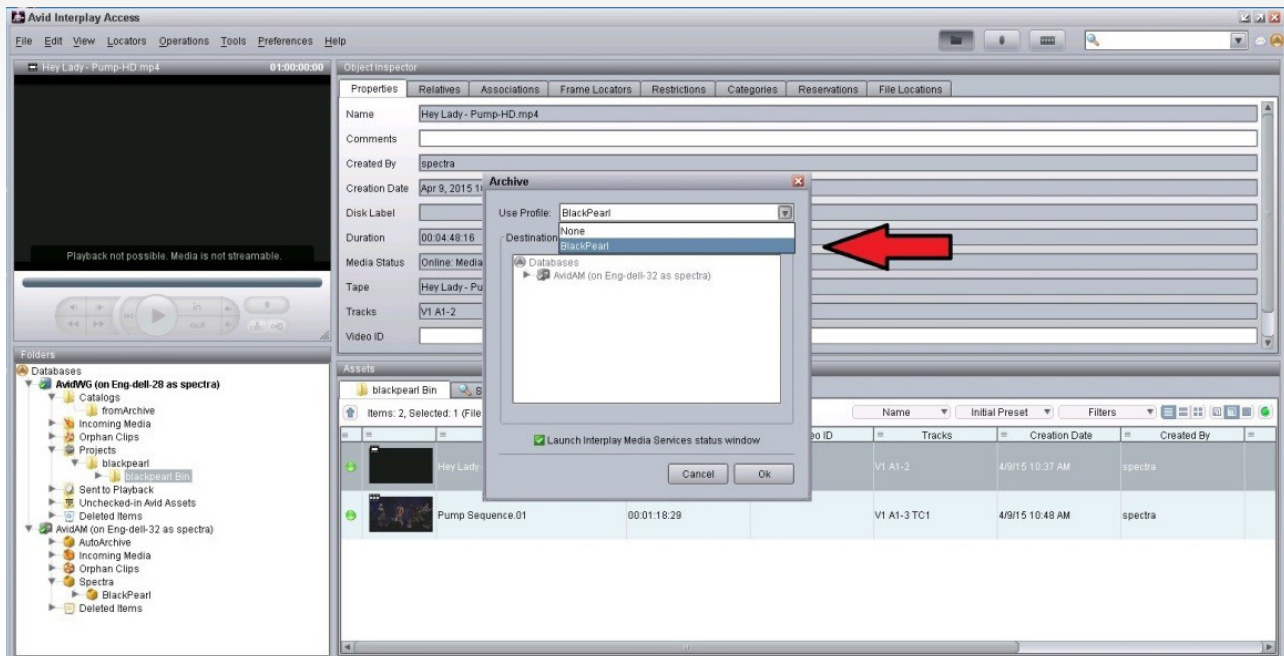 Avid Interplay Access
File Edit View Locators Operations Tools Preferences Help
Hey Lady - Pump-HD.mp4 01:00:00:00
Playback not possible. Media is not streamable.
in
out
Folders
Databases
AvidWG (on Eng-dell-28 as spectra)
Catalogs
fromArchive
Incoming Media
Orphan Clips
Projects
blackpearl
blackpearl Bin
Sent to Playback
Unchecked-in Avid Assets
Deleted Items
AvidAM (on Eng-dell-32 as spectra)
AutoArchive
Incoming Media
Orphan Clips
Spectra
BlackPearl
Deleted Items
Object Inspector
Properties Relatives Associations Frame Locators Restrictions Categories Reservations File Locations
Name Hey Lady - Pump-HD.mp4
Comments
Created By spectra
Creation Date Apr 9, 2015
Disk Label
Duration 00:04:48:16
Media Status Online: Media
Tape Hey Lady - Pu
Tracks V1 A1-2
Video ID
Archive
Use Profile: BlackPearl
None
BlackPearl
Destination
Databases
AvidAM (on Eng-dell-32 as spectra)
Launch Interplay Media Services status window
Cancel Ok
Assets
blackpearl Bin S
Items: 2, Selected: 1 (File Name Initial Preset Filters
eo ID Tracks Creation Date Created By
Hey Lady V1 A1-2 4/9/15 10:37 AM spectra
Pump Sequence.01 00:01:18:29 V1 A1-3 TC1 4/9/15 10:48 AM spectra